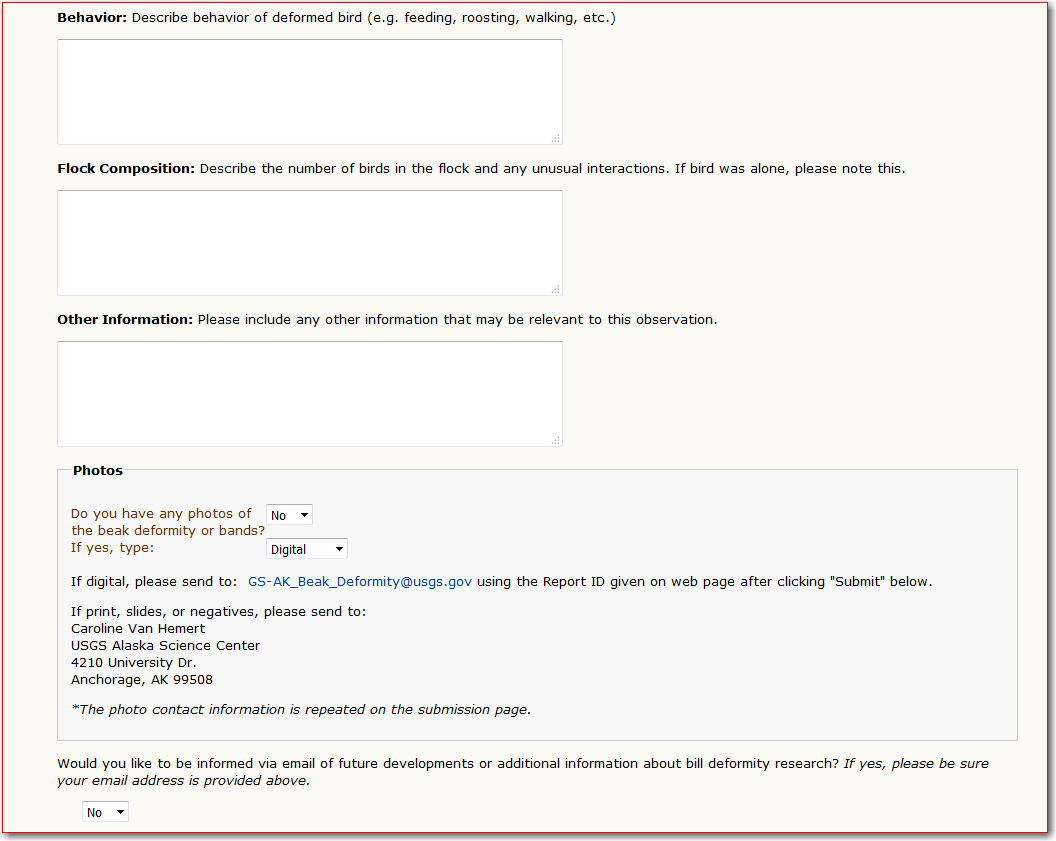 Behavior: Describe behavior of deformed bird (e.g. feeding, roosting, walking, etc.)
Flock Composition: Describe the number of birds in the flock and any unusual interactions. If bird was alone, please note this.
Other Information: Please include any other information that may be relevant to this observation.
Photos
Do you have any photos of
the beak deformity or bands? No
If yes, type: Digital
If digital, please send to: GS-AK_Beak_Deformity@usgs.gov using the Report ID given on web page after clicking "Submit" below.
If print, slides, or negatives, please send to:
Caroline Van Hemert
USGS Alaska Science Center
4210 University Dr.
Anchorage, AK 99508
*The photo contact information is repeated on the submission page.
Would you like to be informed via email of future developments or additional information about bill deformity research? If yes, please be sure
your email address is provided above.
No